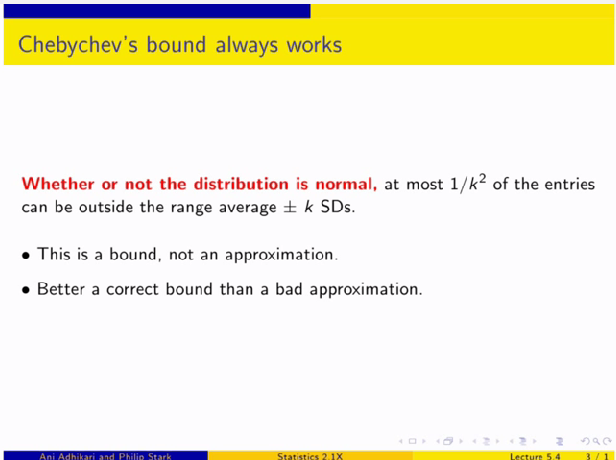 Chebychev's bound always works
Whether or not the distribution is normal, at most 1/k² of the entries
can be outside the range average ± k SDs.
• This is a bound, not an approximation.
• Better a correct bound than a bad approximation.
Ani Adhikari and Philip Stark Statistics 2.1X Lecture 5.4 3 / 1